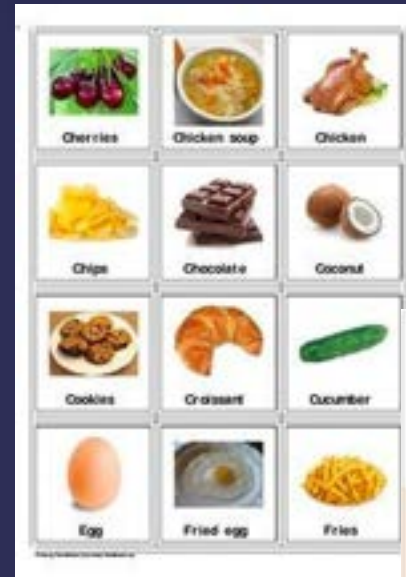 Cherries
Chicken soup
Chicken
Chips
Chocolate
Coconut
Cookies
Croissant
Cucumber
Egg
Fried egg
Fries